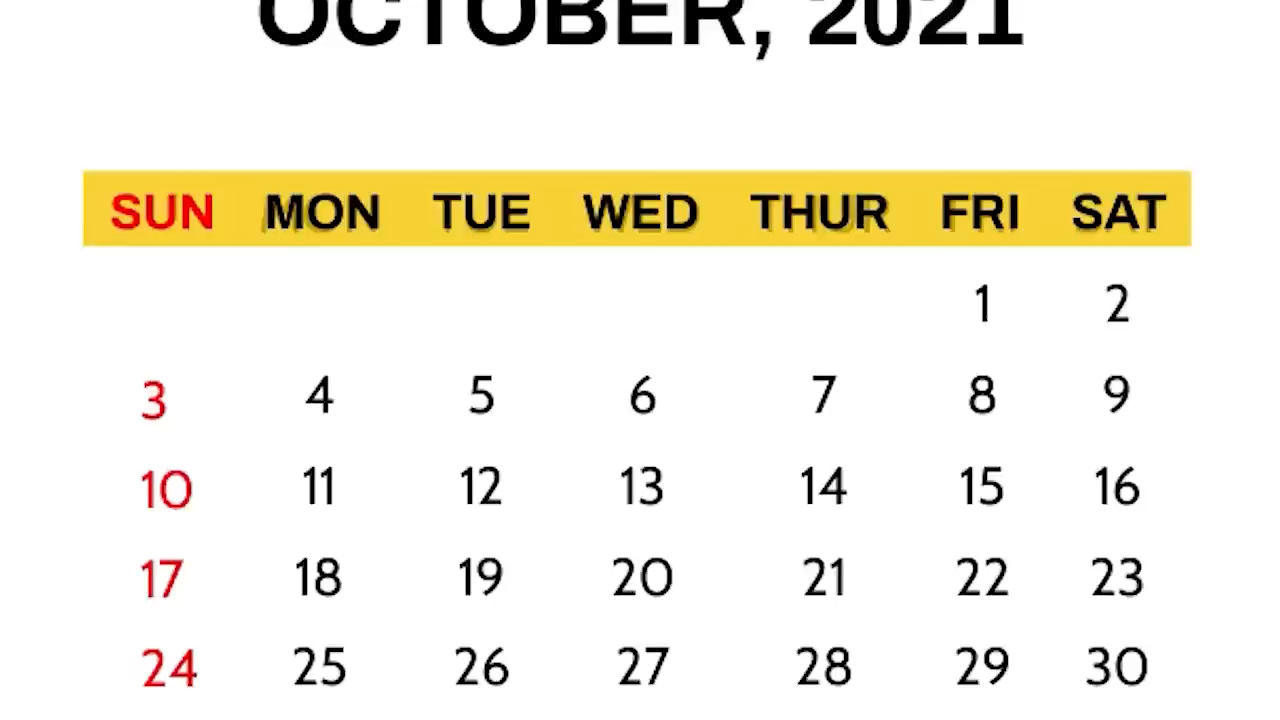 OCTOBER, 2021
SUN MON TUE WED THUR FRI SAT
1 2
3 4 5 6 7 8 9
10 11 12 13 14 15 16
17 18 19 20 21 22 23
24 25 26 27 28 29 30